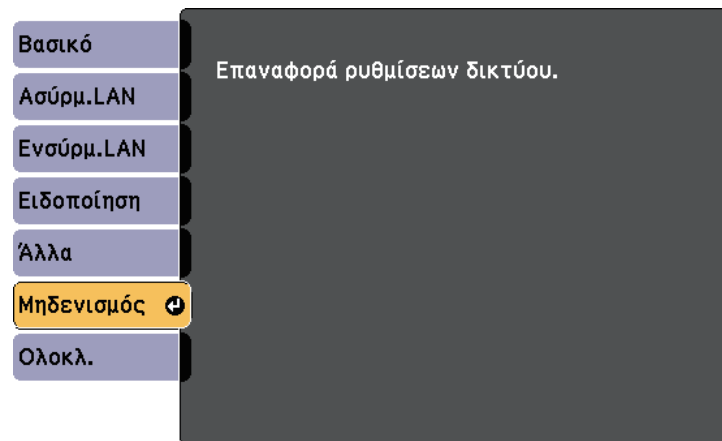 Βασικό
Ασύρμ.LAN
Ενσύρμ.LAN
Ειδοποίηση
Άλλα
Μηδενισμός
Ολοκλ.
Επαναφορά ρυθμίσεων δικτύου.